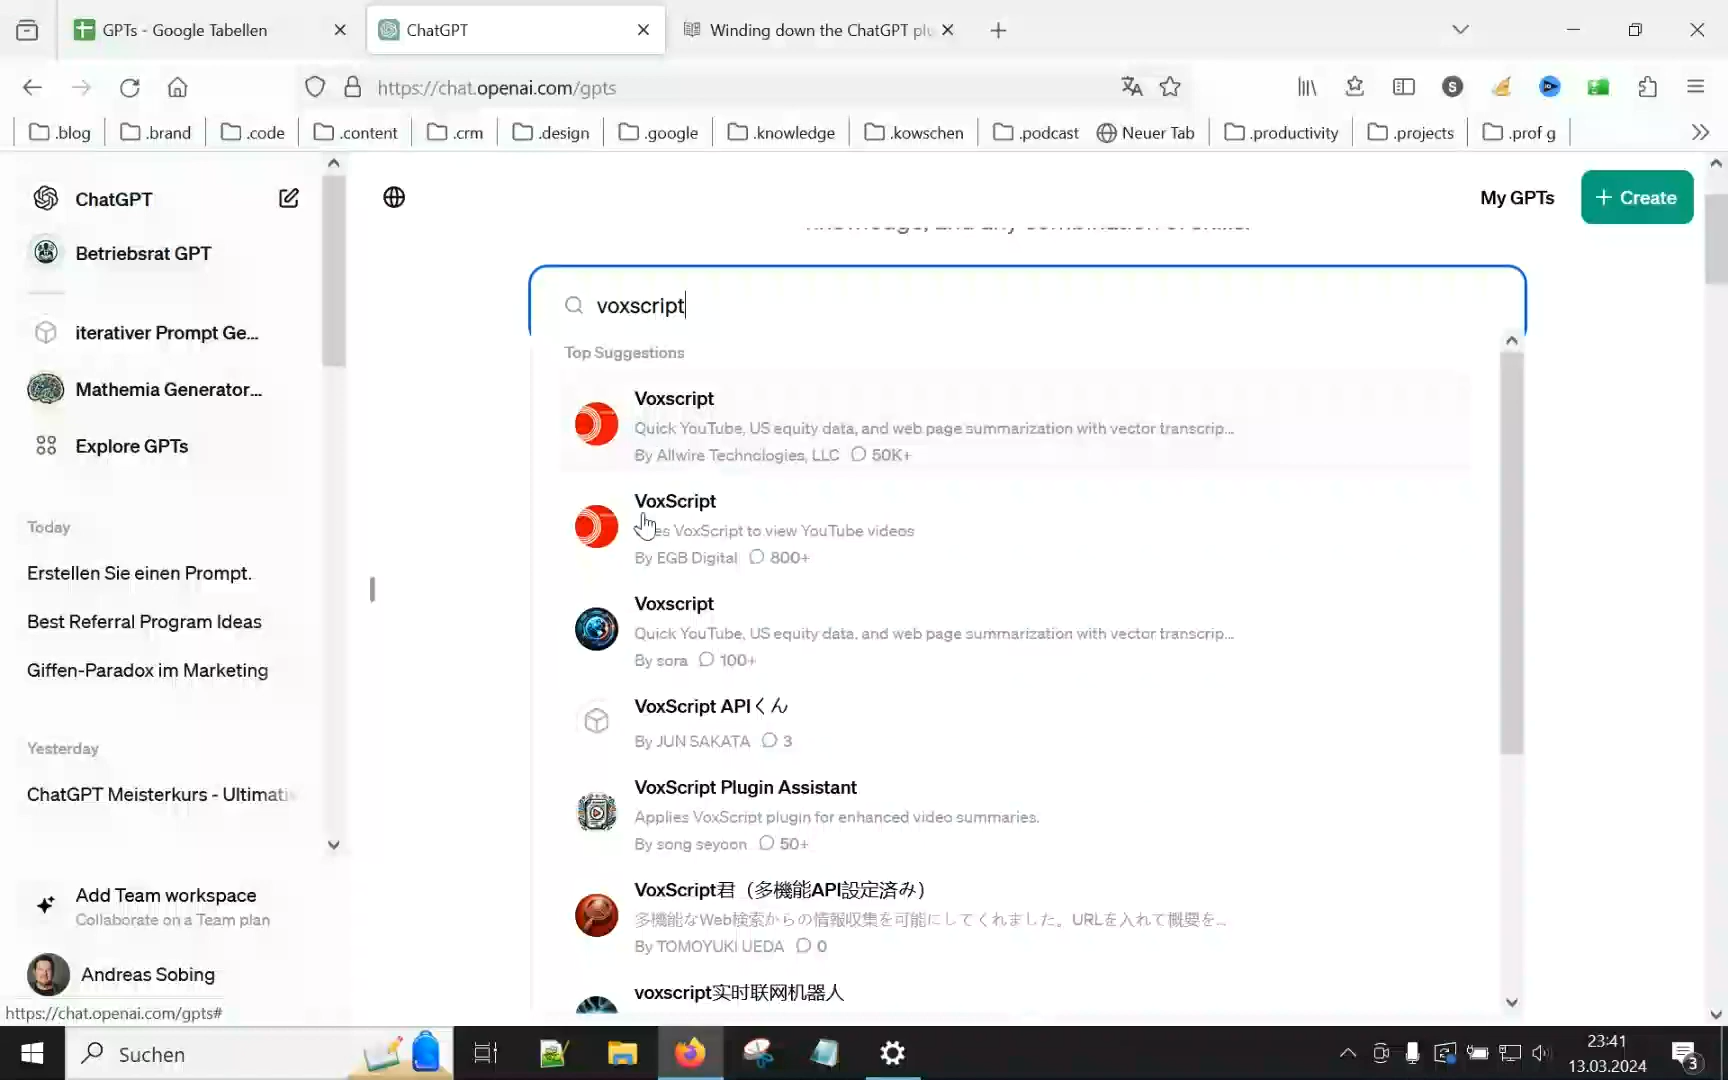 GPTs - Google Tabellen
ChatGPT
Winding down the ChatGPT plu
https://chat.openai.com/gpts
S
.blog
.brand
.code
.content
.crm
.design
.google
.knowledge
.kowschen
.podcast
Neuer Tab
.productivity
.projects
.prof g
ChatGPT
My GPTs
+ Create
Betriebsrat GPT
voxscript
iterativer Prompt Ge...
Top Suggestions
Mathemia Generator...
Explore GPTs
Voxscript
Quick YouTube, US equity data, and web page summarization with vector transcrip...
By Allwire Technologies, LLC 50K+
VoxScript
es VoxScript to view YouTube videos
By EGB Digital 800+
Today
Erstellen Sie einen Prompt.
Best Referral Program Ideas
Giffen-Paradox im Marketing
Voxscript
Quick YouTube, US equity data, and web page summarization with vector transcrip...
By sora 100+
VoxScript APIくん
By JUN SAKATA 3
Yesterday
ChatGPT Meisterkurs - Ultimati
VoxScript Plugin Assistant
Applies VoxScript plugin for enhanced video summaries.
By song seyoon 50+
VoxScript君（多機能API設定済み）
多機能なWeb検索からの情報収集を可能にしてくれました。URLを入れて概要を...
By TOMOYUKI UEDA 0
Add Team workspace
Collaborate on a Team plan
Andreas Sobing
voxscript实时联网机器人
https://chat.openai.com/gpts#
Suchen
23:41
13.03.2024
3